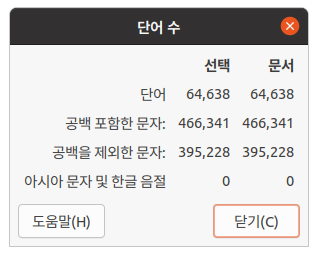 단어 수
선택 문서
단어 64,638 64,638
공백 포함한 문자: 466,341 466,341
공백을 제외한 문자: 395,228 395,228
아시아 문자 및 한글 음절 0 0
도움말(H) 닫기(C)